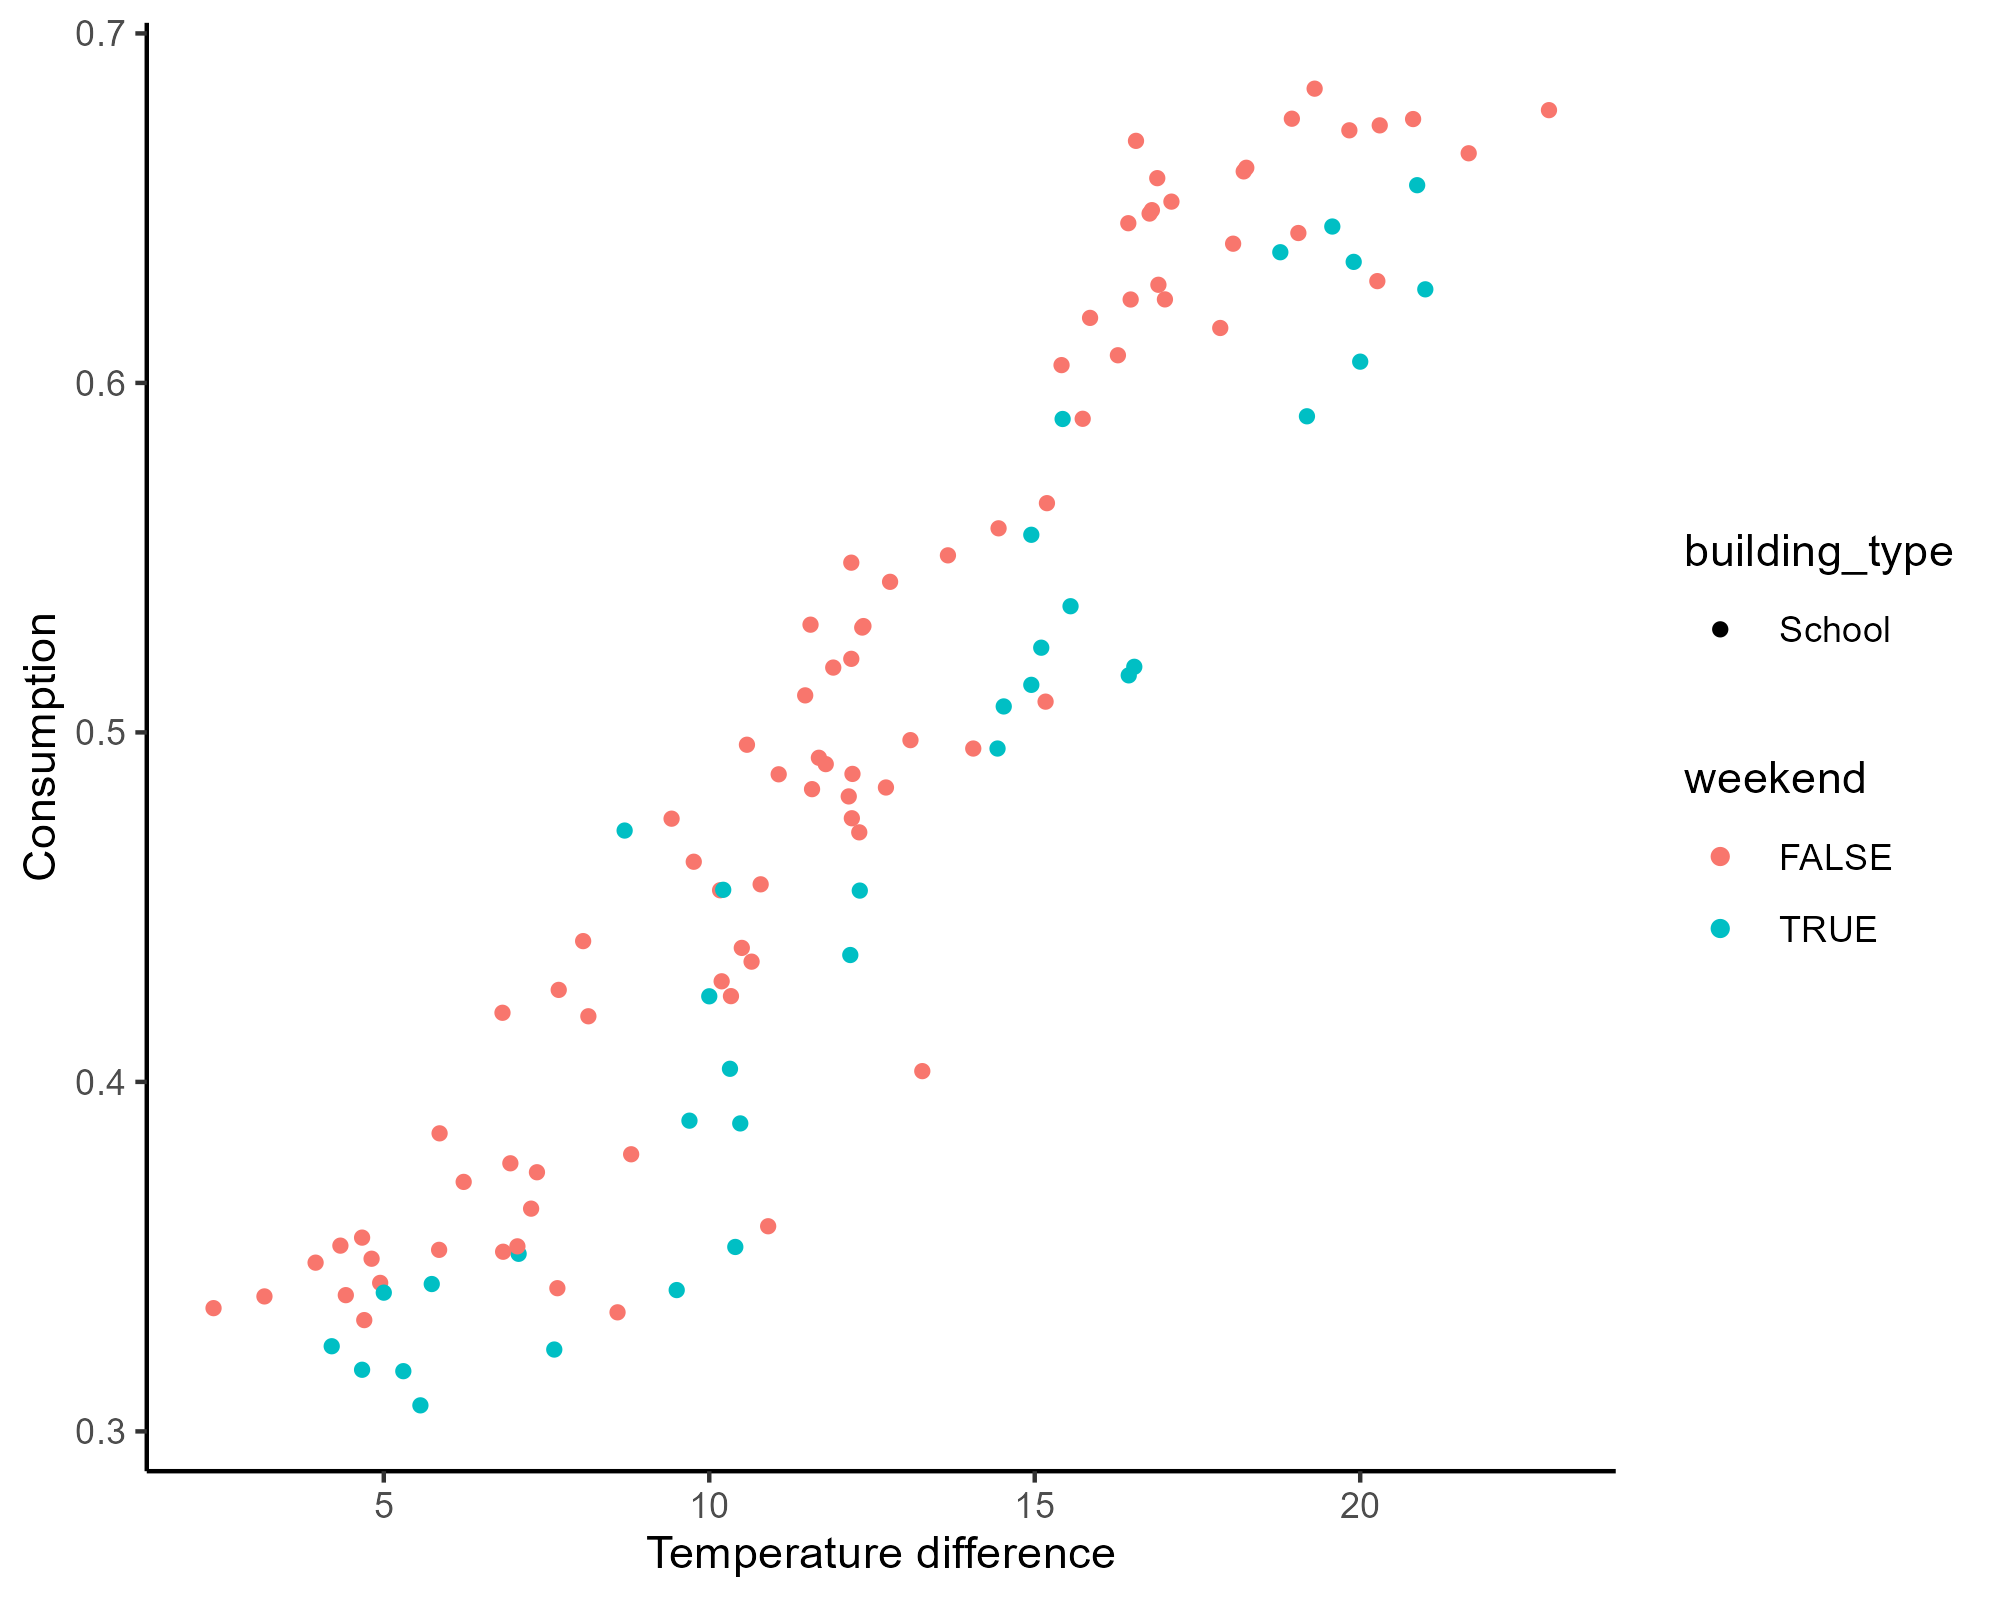 0.7
0.6
0.5
0.4
0.3
Consumption
5
10
15
20
Temperature difference
building_type
School
weekend
FALSE
TRUE